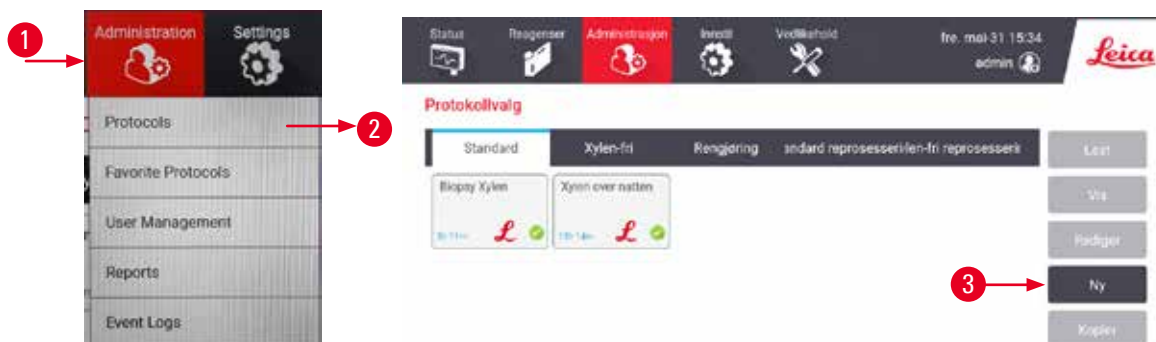 1
Administration Settings
Protocols
2
Favorite Protocols
User Management
Reports
Event Logs
Status Reagenser Administrasjon Innstil Vedlikehold
fre. mai 31 15:34
admin
Leica
Protokollvalg
Standard Xylen-fri Rengjøring andard reprosesseri len-fri reprosesseri
Biopsy Xylen
Xylen over natten
Vis
Rediger
3
Ny
Kopier